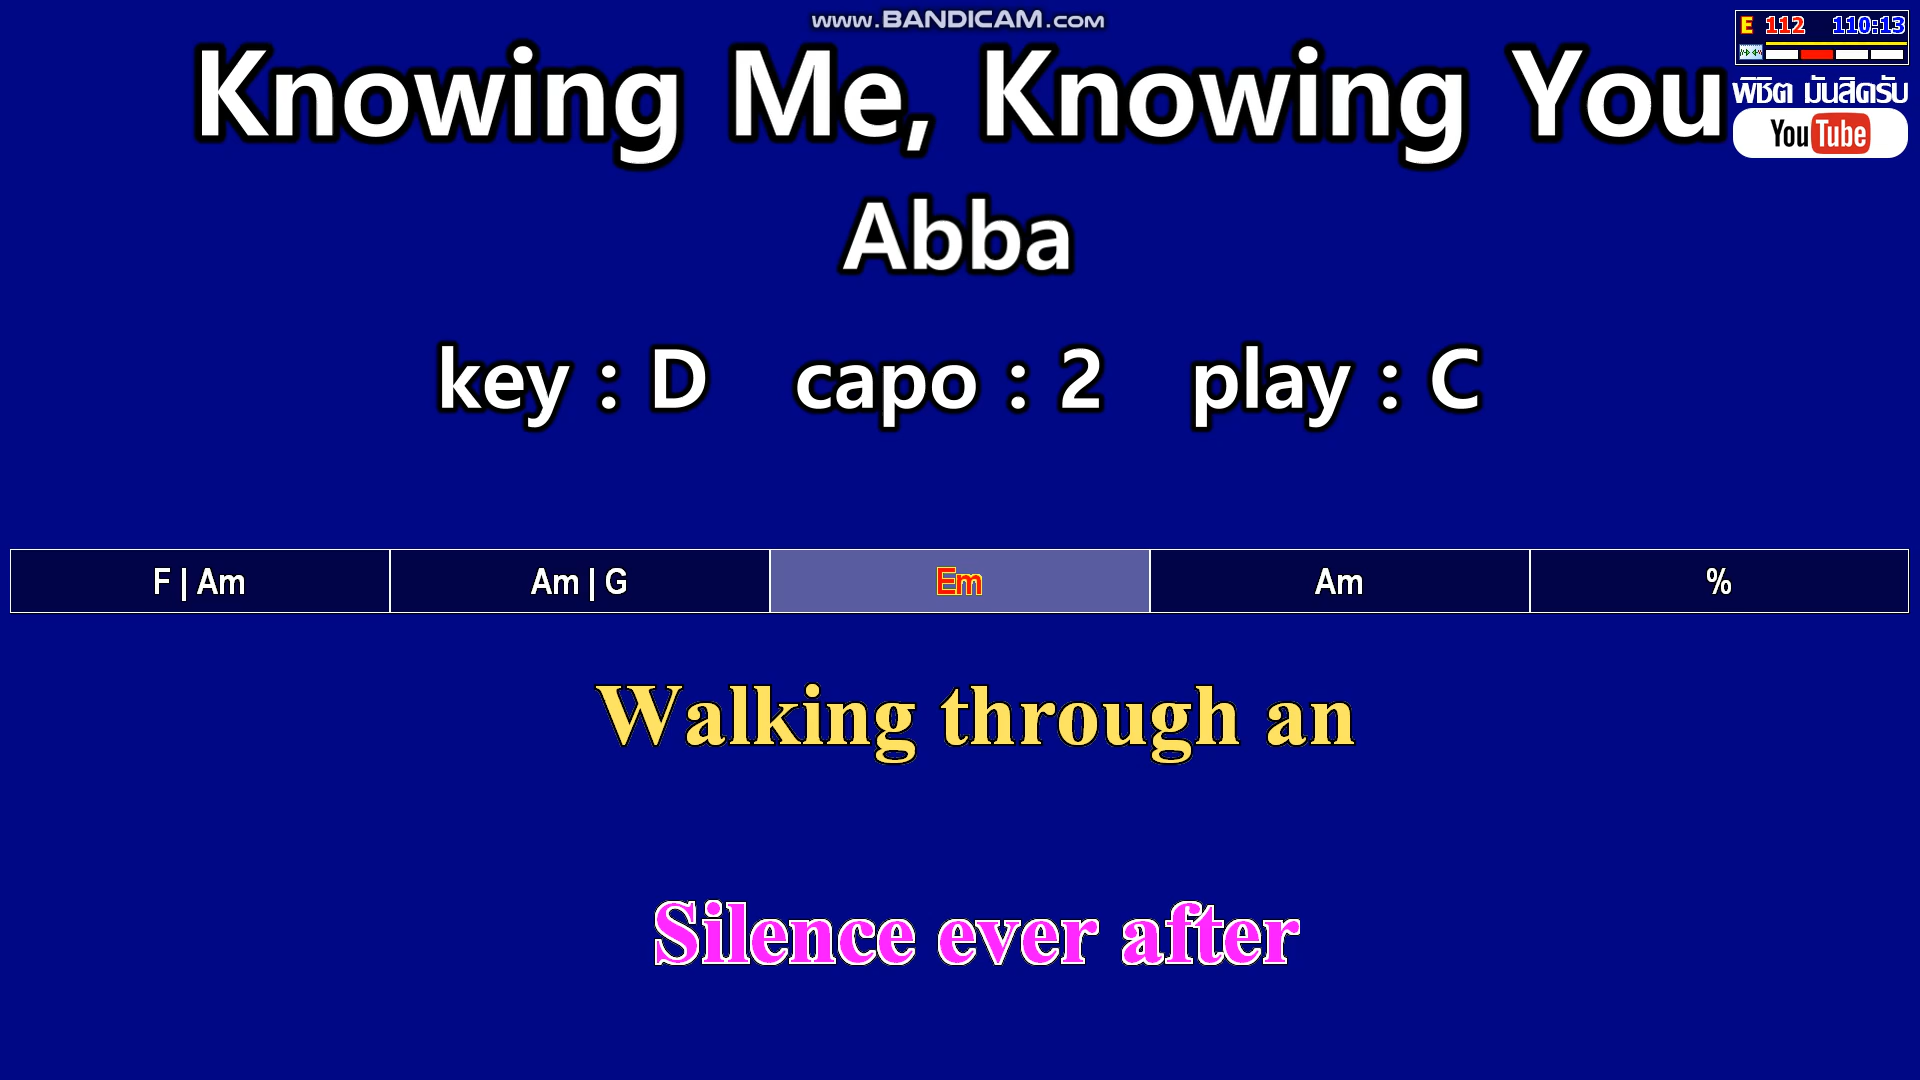 www.BANDICAM.com
E 112 110:13
Knowing Me, Knowing You
พิชิต มันสิตรับ
YouTube
Abba
key : D capo : 2 play : C
F | Am Am | G Em Am %
Walking through an
Silence ever after